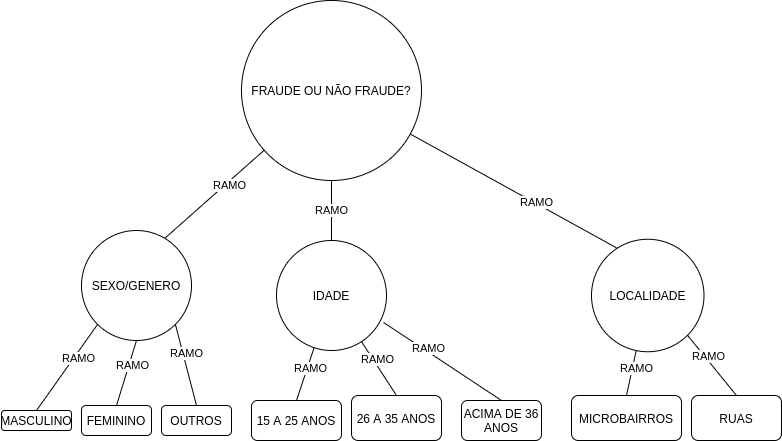 FRAUDE OU NÃO FRAUDE?
RAMO
RAMO
RAMO
SEXO/GENERO
IDADE
LOCALIDADE
RAMO
RAMO
RAMO
RAMO
RAMO
RAMO
RAMO
RAMO
MASCULINO
FEMININO
OUTROS
15 A 25 ANOS
26 A 35 ANOS
ACIMA DE 36
ANOS
MICROBAIRROS
RUAS